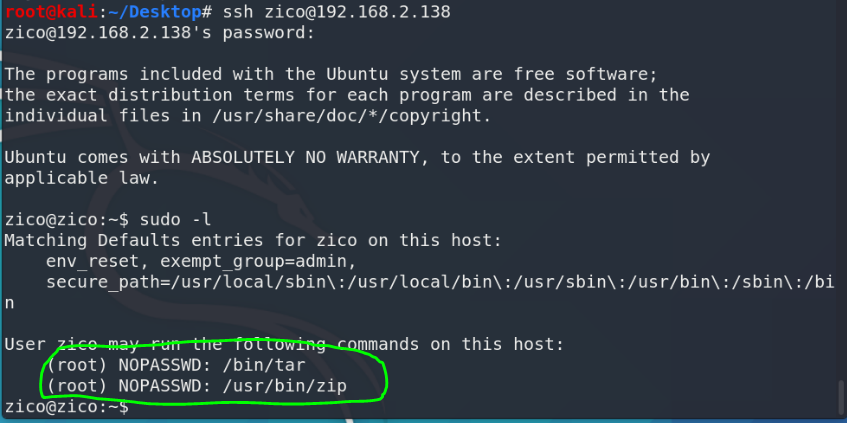 root@kali:~/Desktop# ssh zico@192.168.2.138
zico@192.168.2.138's password:
The programs included with the Ubuntu system are free software;
the exact distribution terms for each program are described in the
individual files in /usr/share/doc/*/copyright.
Ubuntu comes with ABSOLUTELY NO WARRANTY, to the extent permitted by
applicable law.
zico@zico:~$ sudo -l
Matching Defaults entries for zico on this host:
    env_reset, exempt_group=admin,
    secure_path=/usr/local/sbin\:/usr/local/bin\:/usr/sbin\:/usr/bin\:/sbin\:/bi
n
User zico may run the following commands on this host:
    (root) NOPASSWD: /bin/tar
    (root) NOPASSWD: /usr/bin/zip
zico@zico:~$